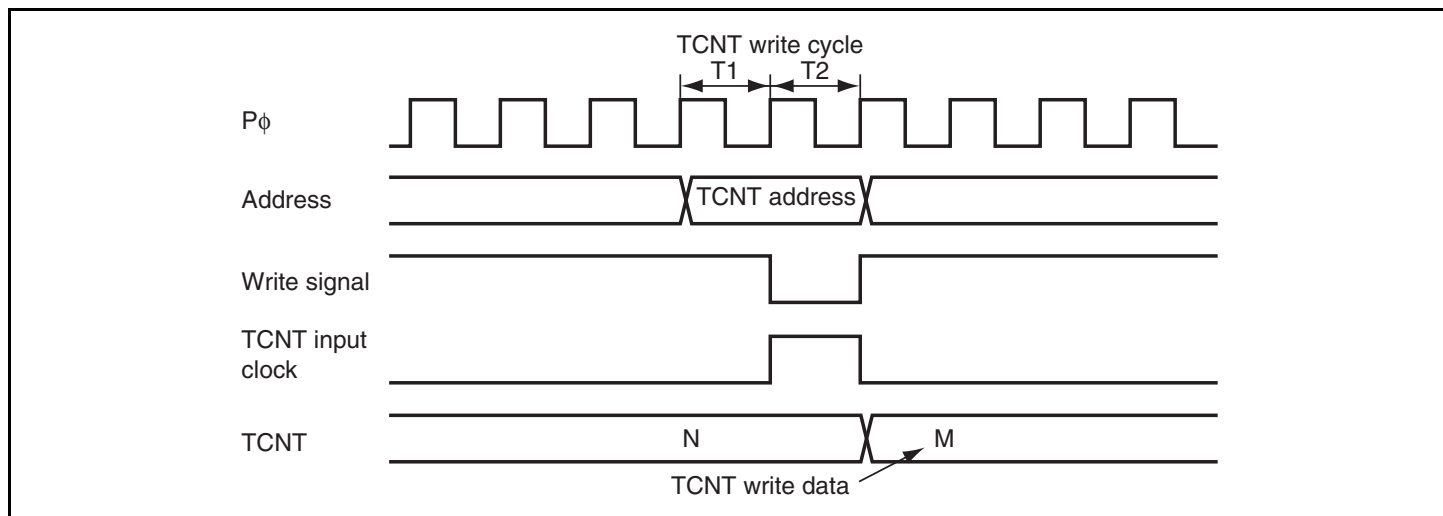 TCNT write cycle
T1 T2
Pϕ
Address
TCNT address
Write signal
TCNT input
clock
TCNT
N
M
TCNT write data